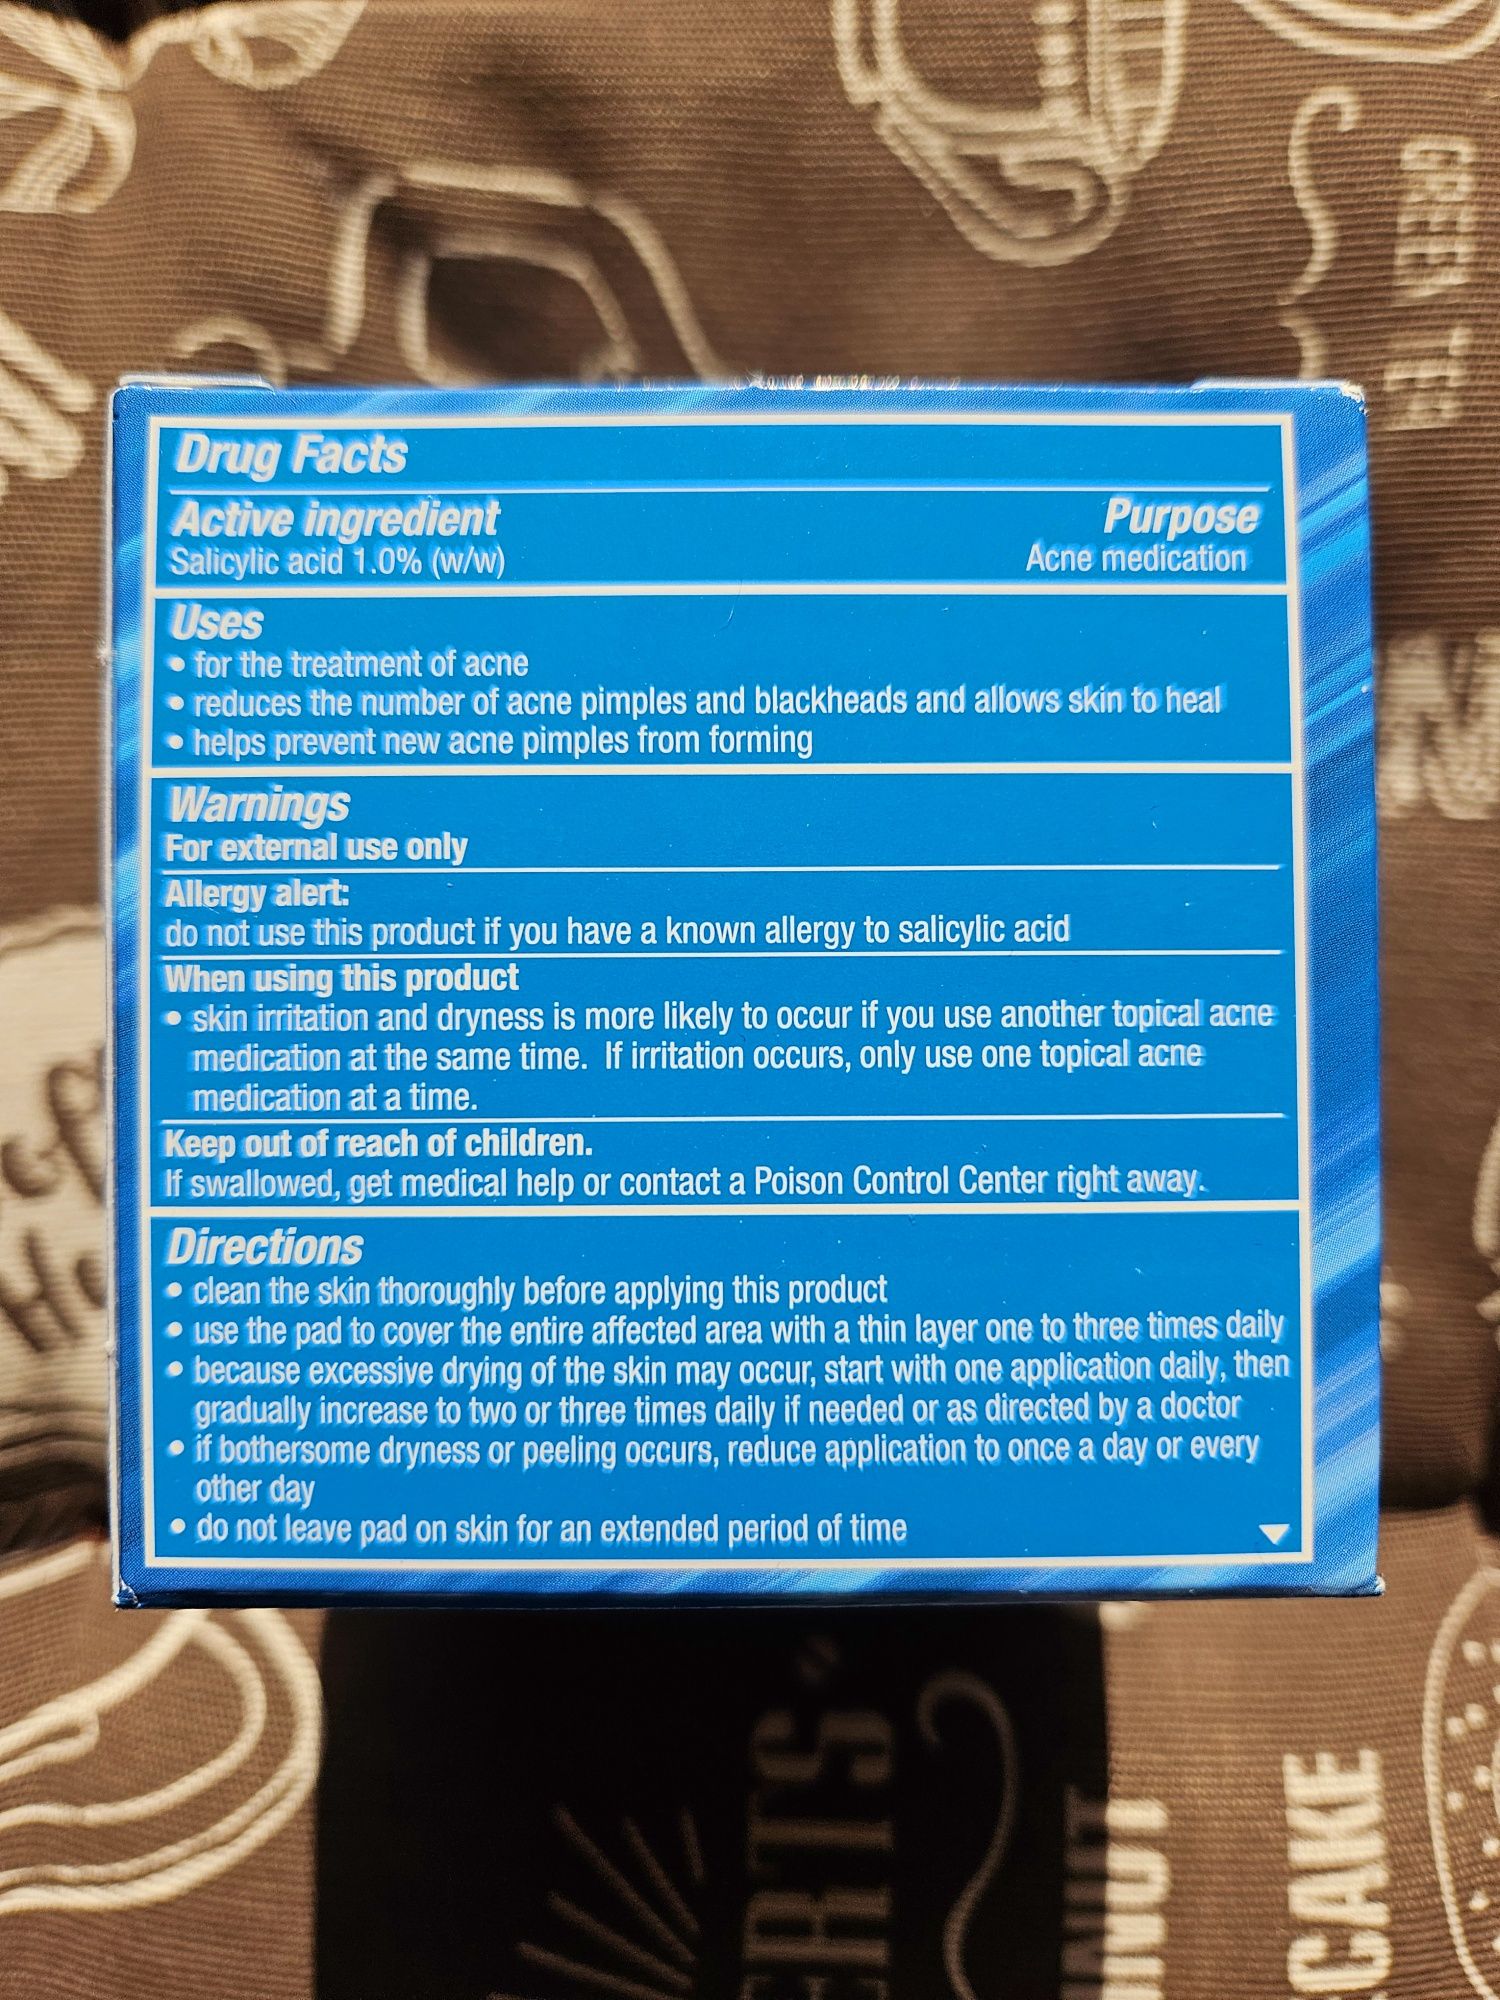 GREEN TEA
Drug Facts
Active ingredient Purpose
Salicylic acid 1.0% (w/w) Acne medication
Uses
• for the treatment of acne
• reduces the number of acne pimples and blackheads and allows skin to heal
• helps prevent new acne pimples from forming
Warnings
For external use only
Allergy alert:
do not use this product if you have a known allergy to salicylic acid
When using this product
• skin irritation and dryness is more likely to occur if you use another topical acne
medication at the same time. If irritation occurs, only use one topical acne
medication at a time.
Keep out of reach of children.
If swallowed, get medical help or contact a Poison Control Center right away.
Directions
• clean the skin thoroughly before applying this product
• use the pad to cover the entire affected area with a thin layer one to three times daily
• because excessive drying of the skin may occur, start with one application daily, then
gradually increase to two or three times daily if needed or as directed by a doctor
• if bothersome dryness or peeling occurs, reduce application to once a day or every
other day
• do not leave pad on skin for an extended period of time
CAKE